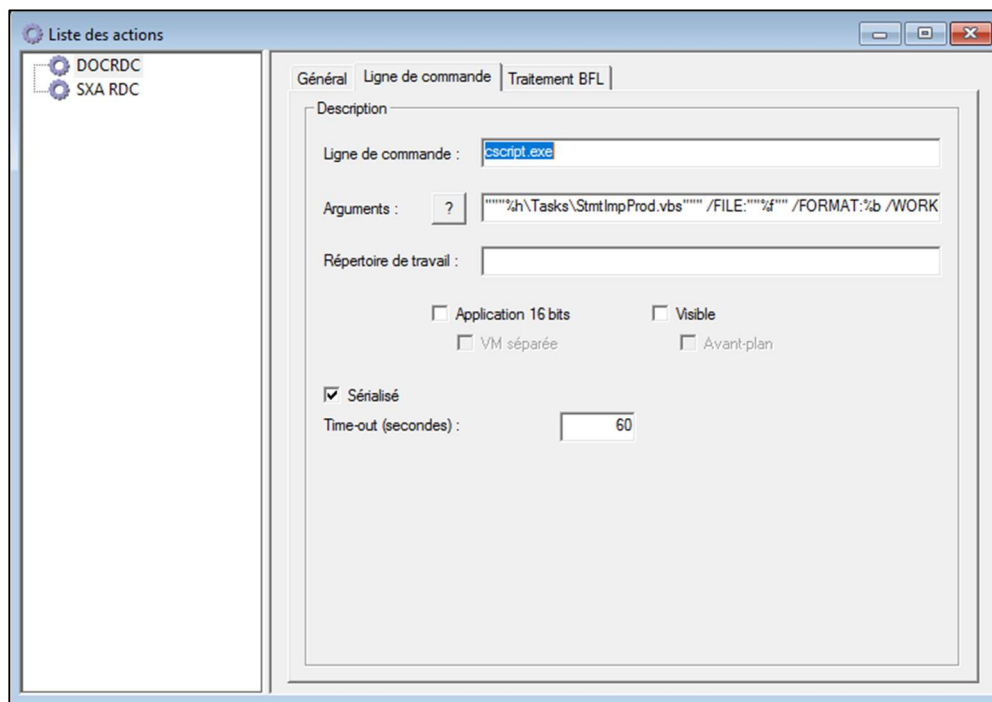 Liste des actions
DOCRDC
SXA RDC
Général Ligne de commande Traitement BFL
Description
Ligne de commande : cscript.exe
Arguments : ? """%h\Tasks\StmtImpProd.vbs""" /FILE:""%f"" /FORMAT:%b /WORK
Répertoire de travail :
Application 16 bits Visible
VM séparée Avant-plan
Sérialisé
Time-out (secondes) : 60